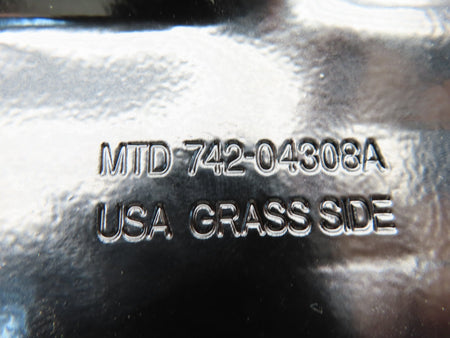 MTD 742-04308A
USA GRASS SIDE